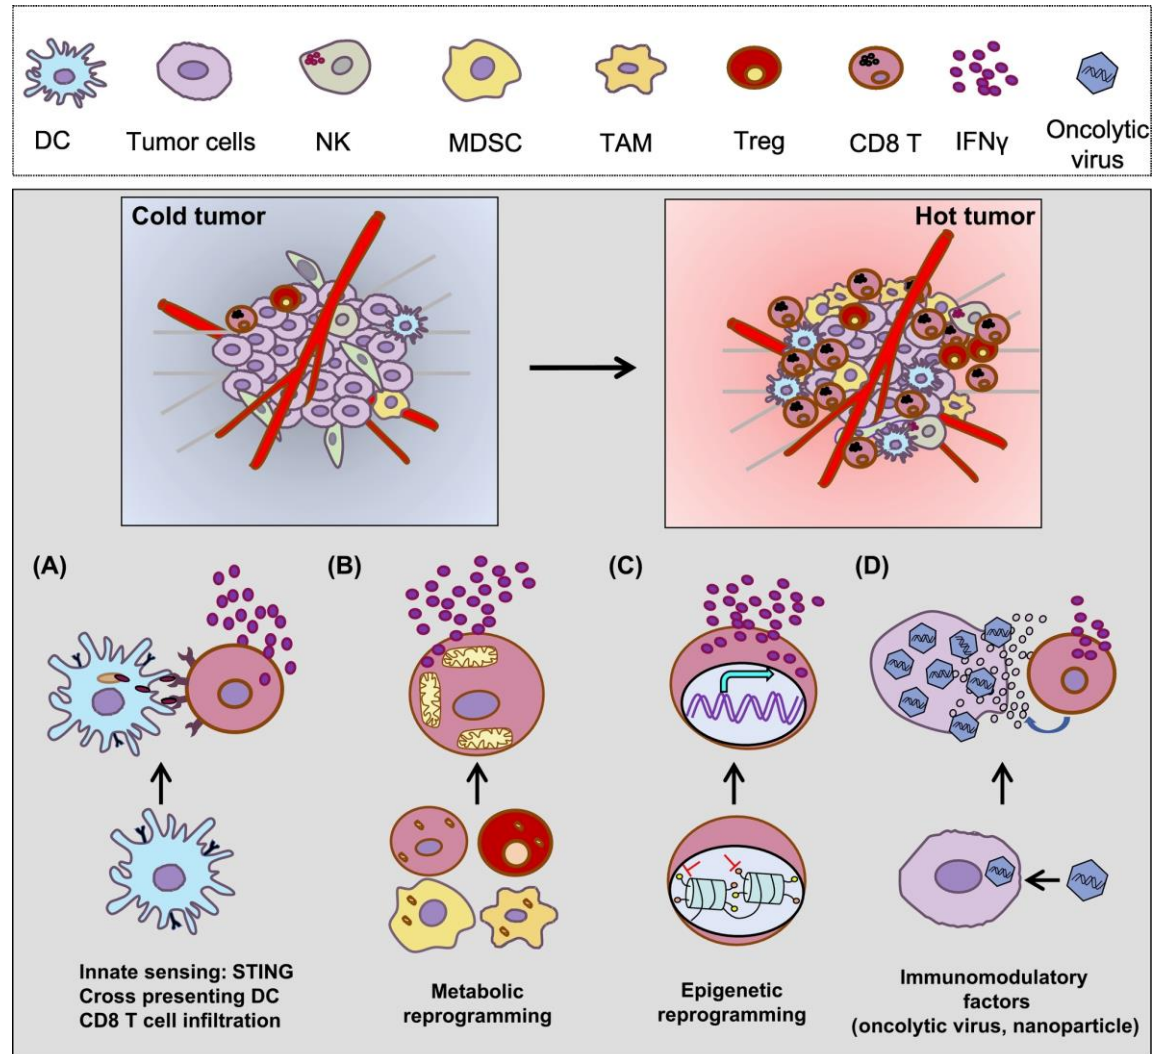 DC
Tumor cells
NK
MDSC
TAM
Treg
CD8 T
IFNγ
Oncolytic
virus
Cold tumor
Hot tumor
(A)
(B)
(C)
(D)
Innate sensing: STING
Cross presenting DC
CD8 T cell infiltration
Metabolic
reprogramming
Epigenetic
reprogramming
Immunomodulatory
factors
(oncolytic virus, nanoparticle)